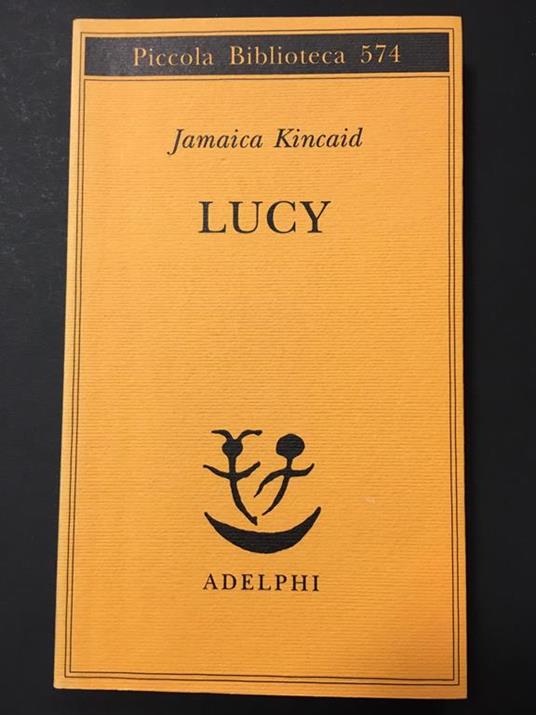 Piccola Biblioteca 574
Jamaica Kincaid
LUCY
ADELPHI